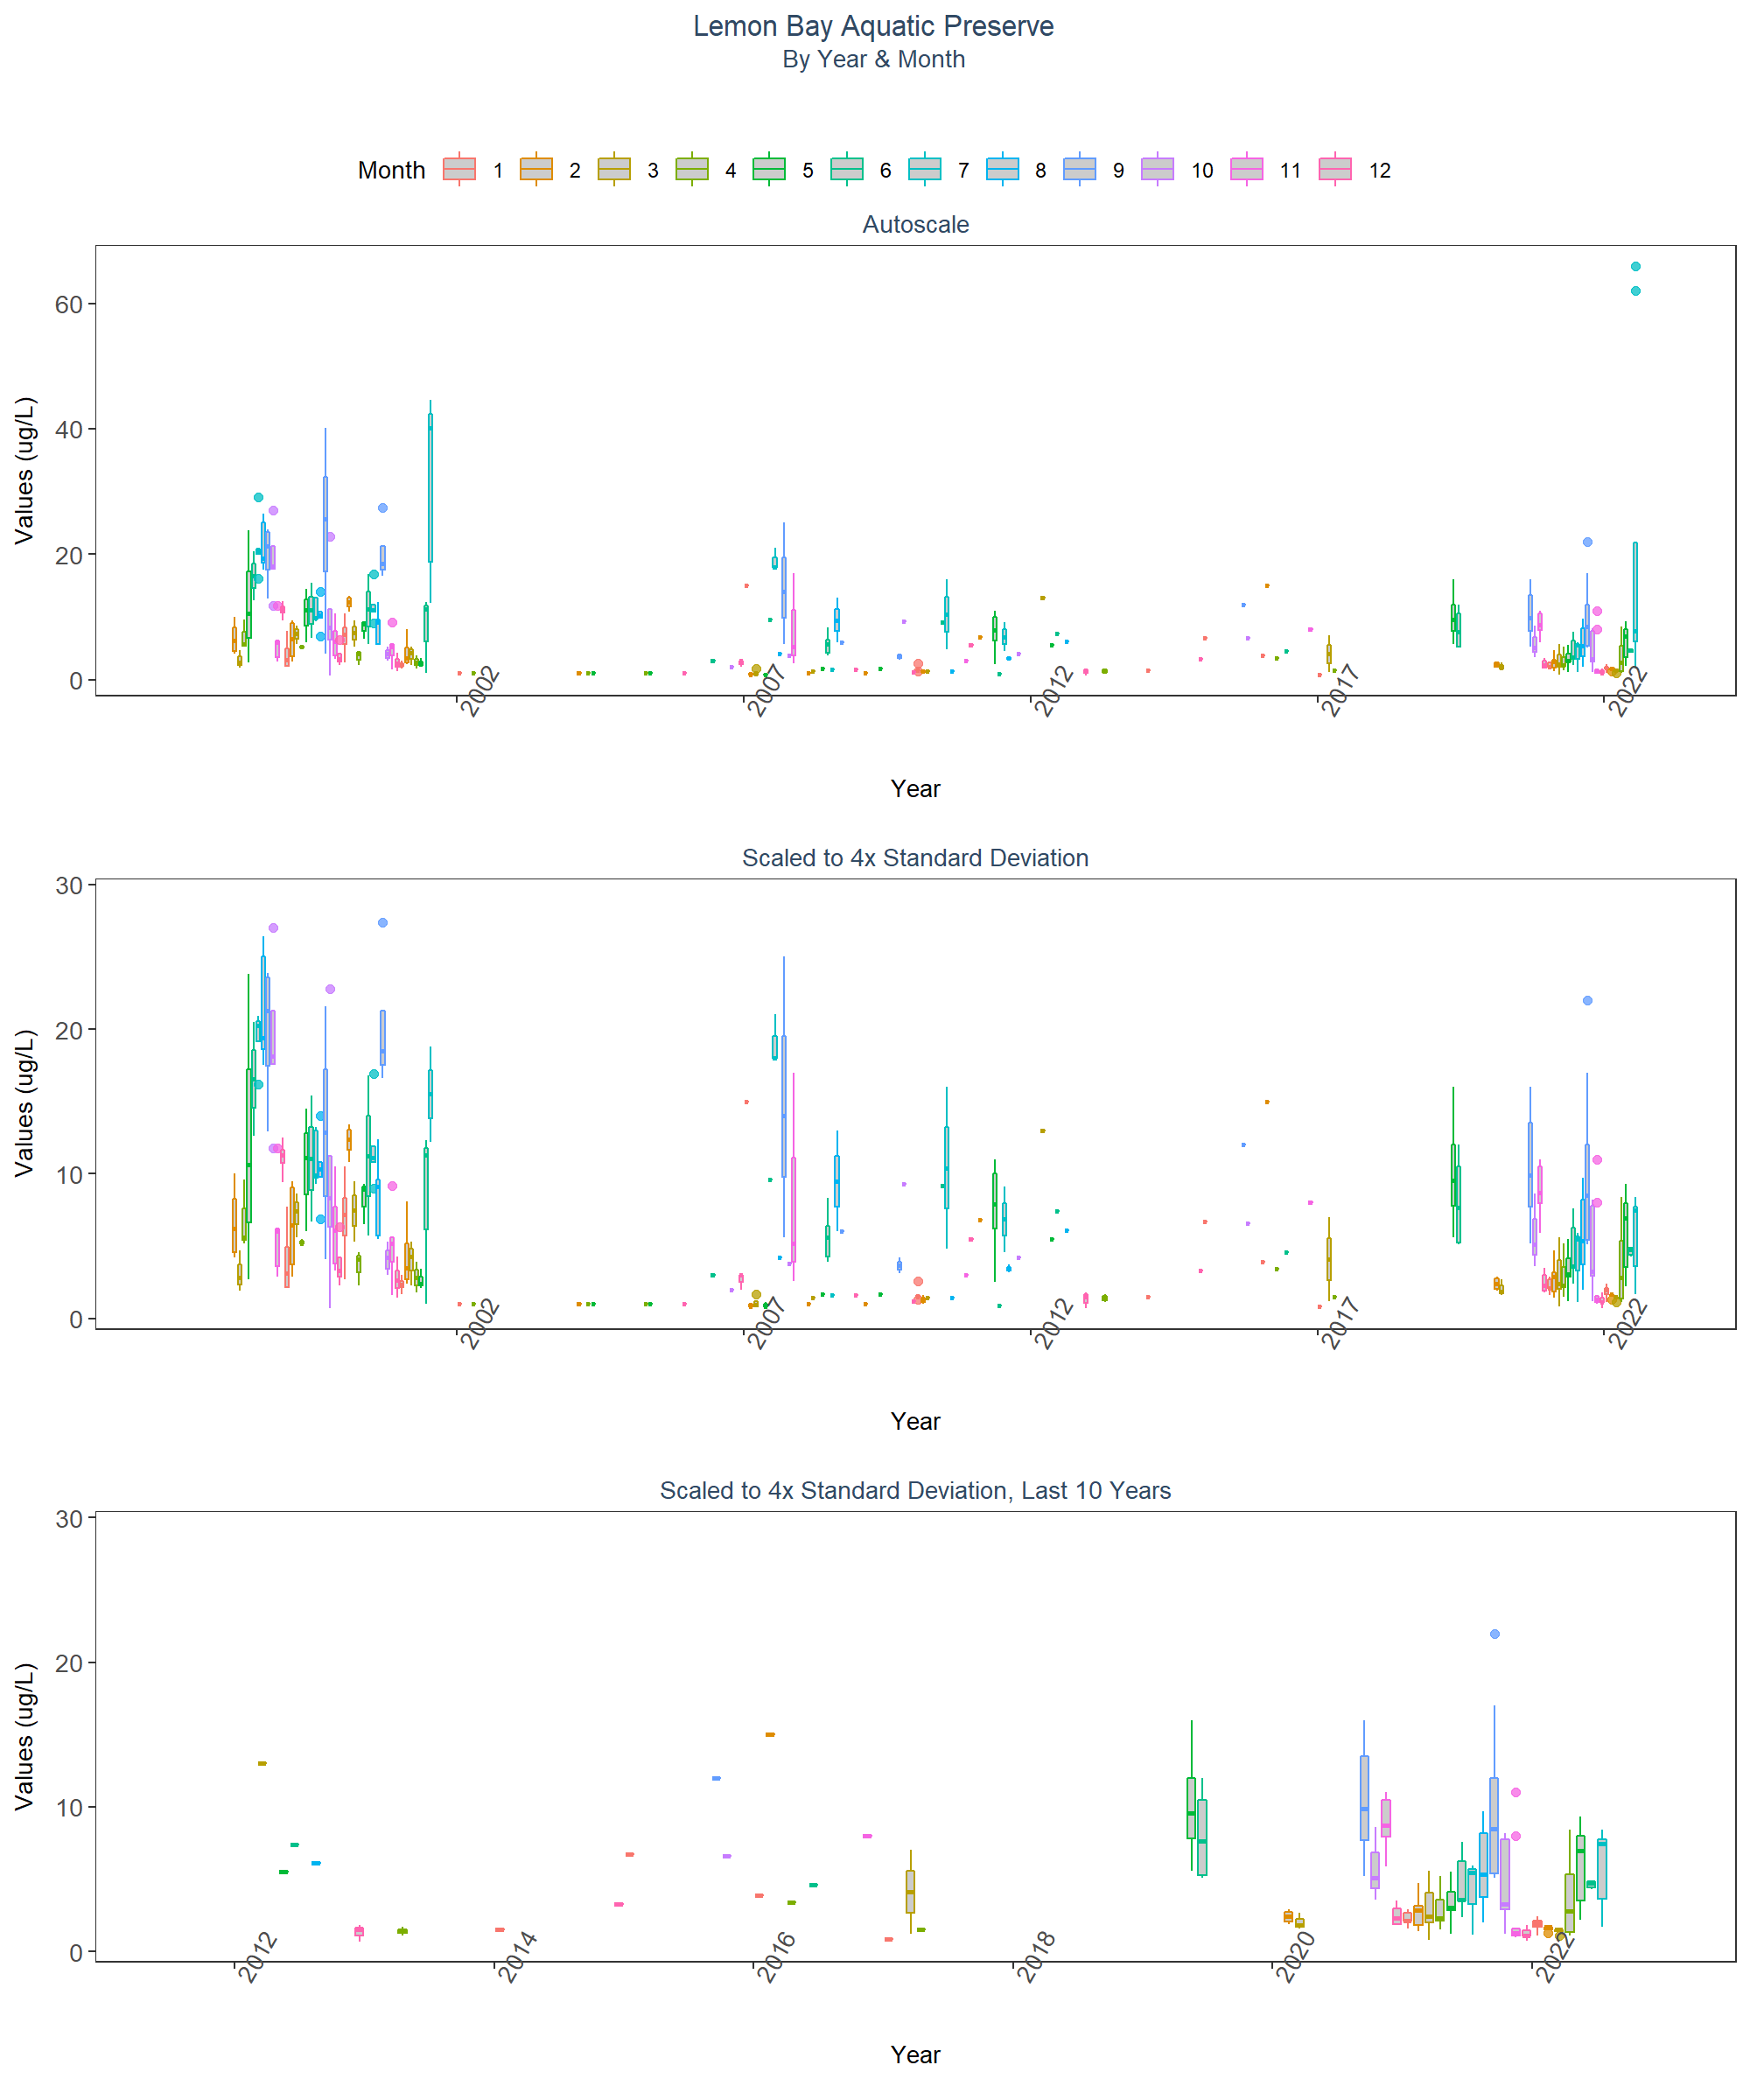 Lemon Bay Aquatic Preserve
By Year & Month
Month 1 2 3 4 5 6 7 8 9 10 11 12
Autoscale
Values (ug/L)
60
40
20
0
2002 2007 2012 2017 2022
Year
Scaled to 4x Standard Deviation
Values (ug/L)
30
20
10
0
2002 2007 2012 2017 2022
Year
Scaled to 4x Standard Deviation, Last 10 Years
Values (ug/L)
30
20
10
0
2012 2014 2016 2018 2020 2022
Year